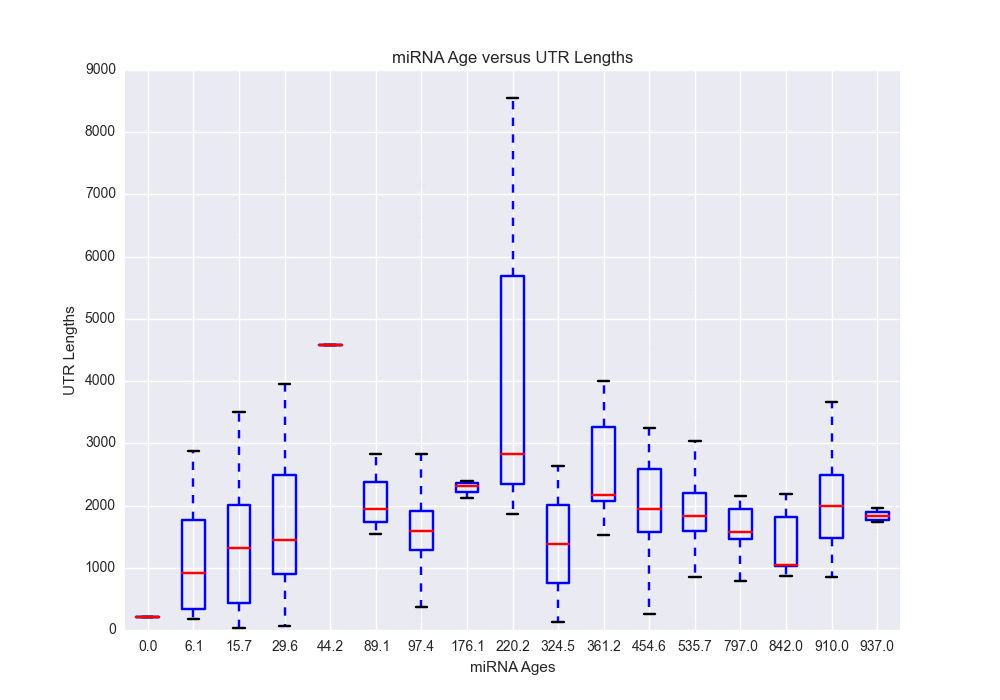 miRNA Age versus UTR Lengths
9000
8000
7000
6000
5000
4000
3000
2000
1000
0
UTR Lengths
0.0 6.1 15.7 29.6 44.2 89.1 97.4 176.1 220.2 324.5 361.2 454.6 535.7 797.0 842.0 910.0 937.0
miRNA Ages